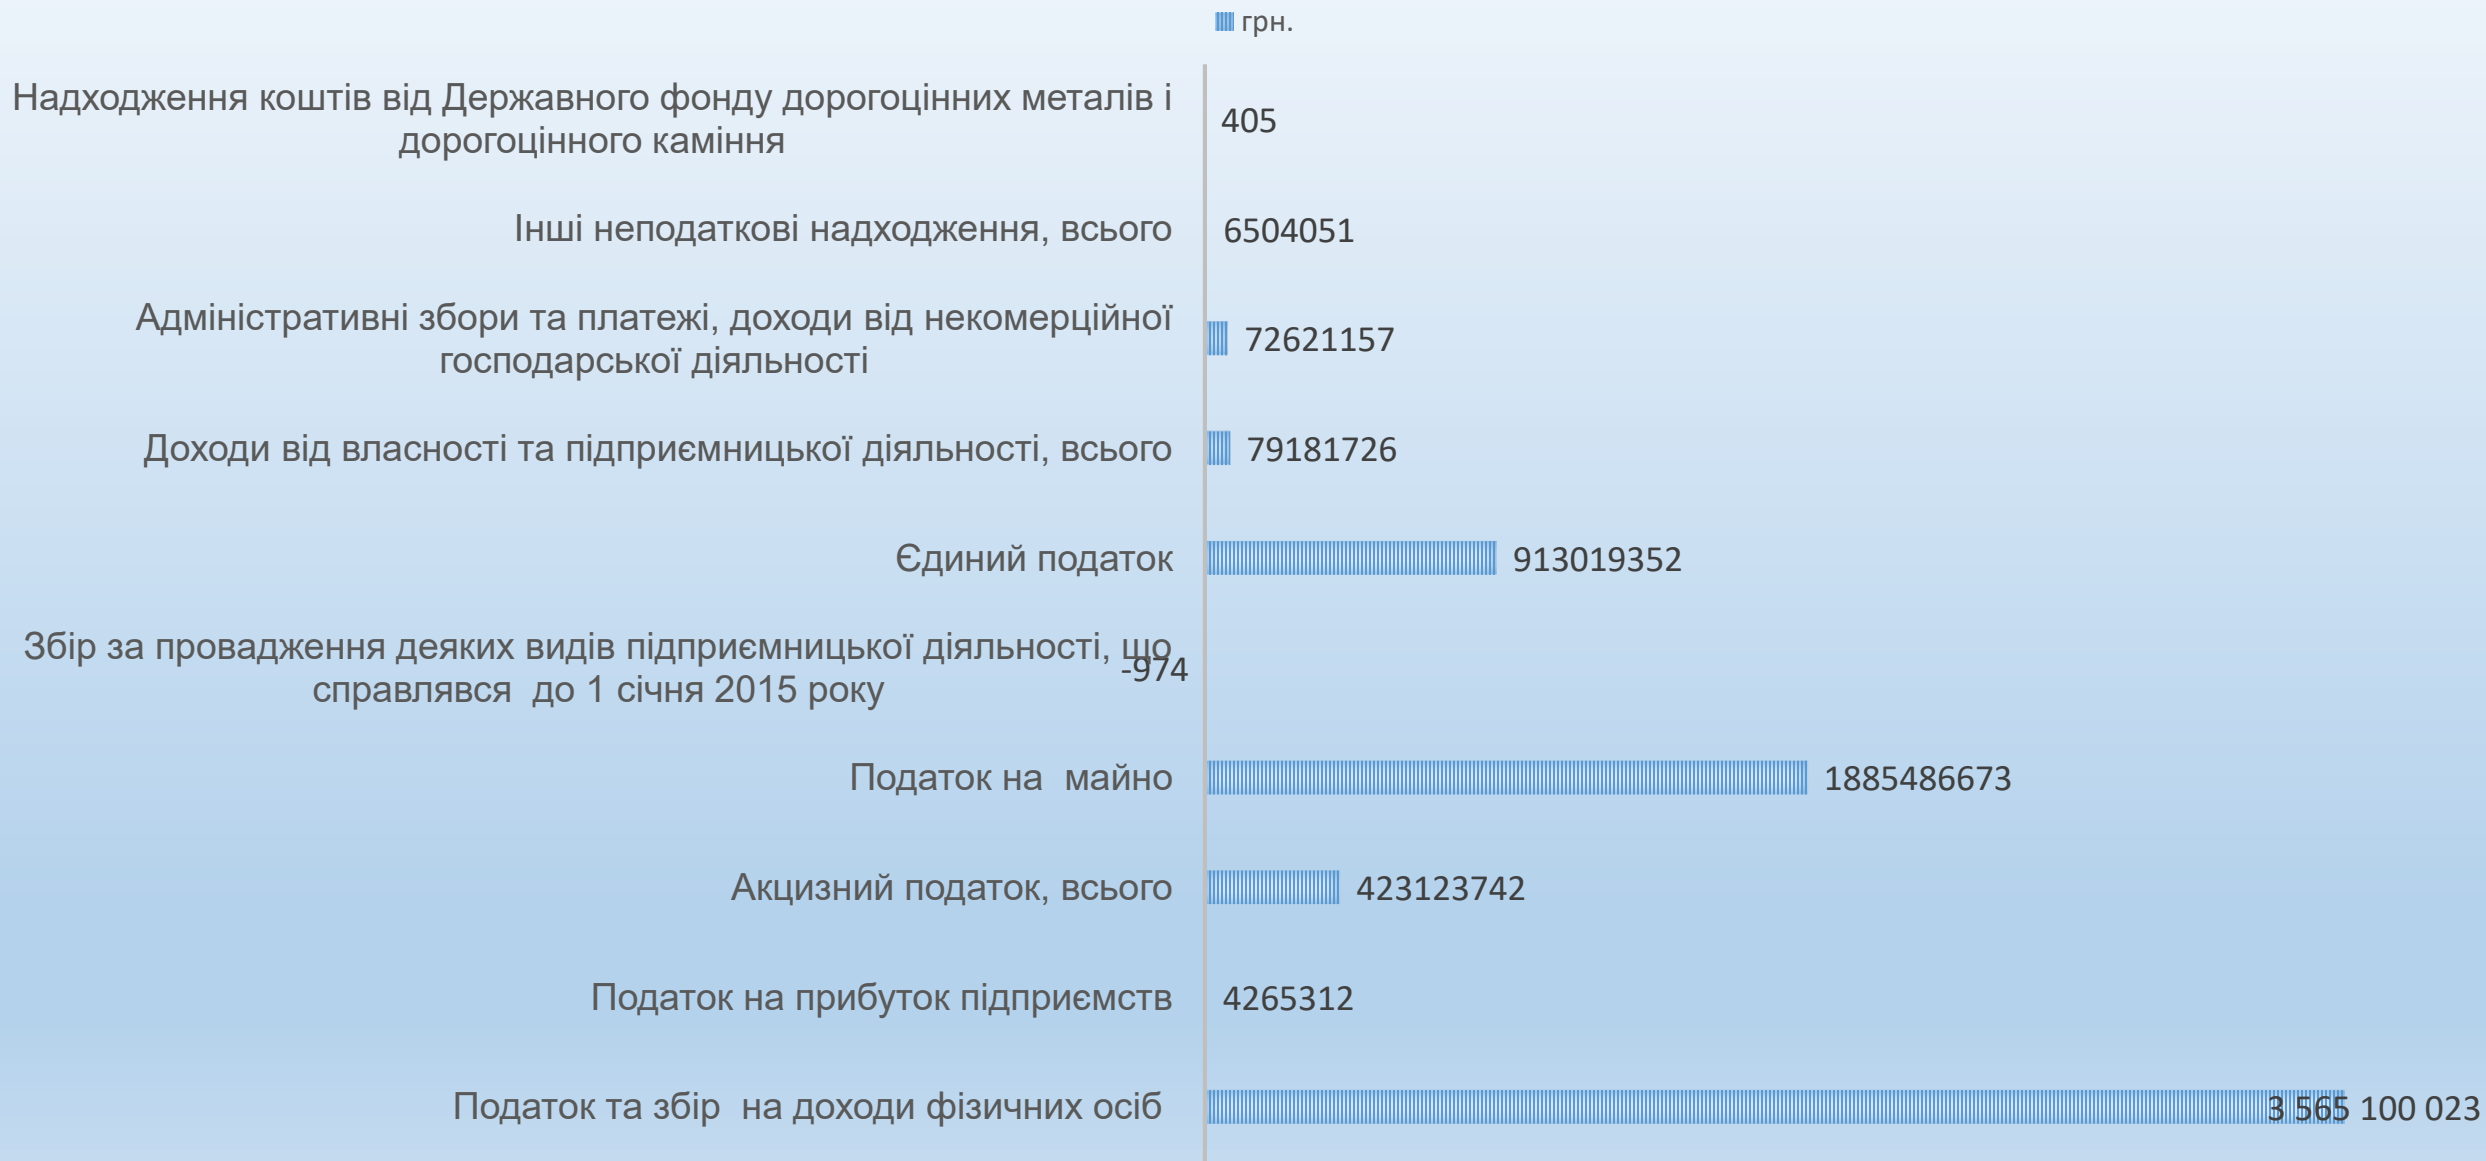 грн.
Надходження коштів від Державного фонду дорогоцінних металів і
дорогоцінного каміння
405
Інші неподаткові надходження, всього
6504051
Адміністративні збори та платежі, доходи від некомерційної
господарської діяльності
72621157
Доходи від власності та підприємницької діяльності, всього
79181726
Єдиний податок
913019352
Збір за провадження деяких видів підприємницької діяльності, що
справлявся до 1 січня 2015 року
-974
Податок на майно
1885486673
Акцизний податок, всього
423123742
Податок на прибуток підприємств
4265312
Податок та збір на доходи фізичних осіб
3 565 100 023